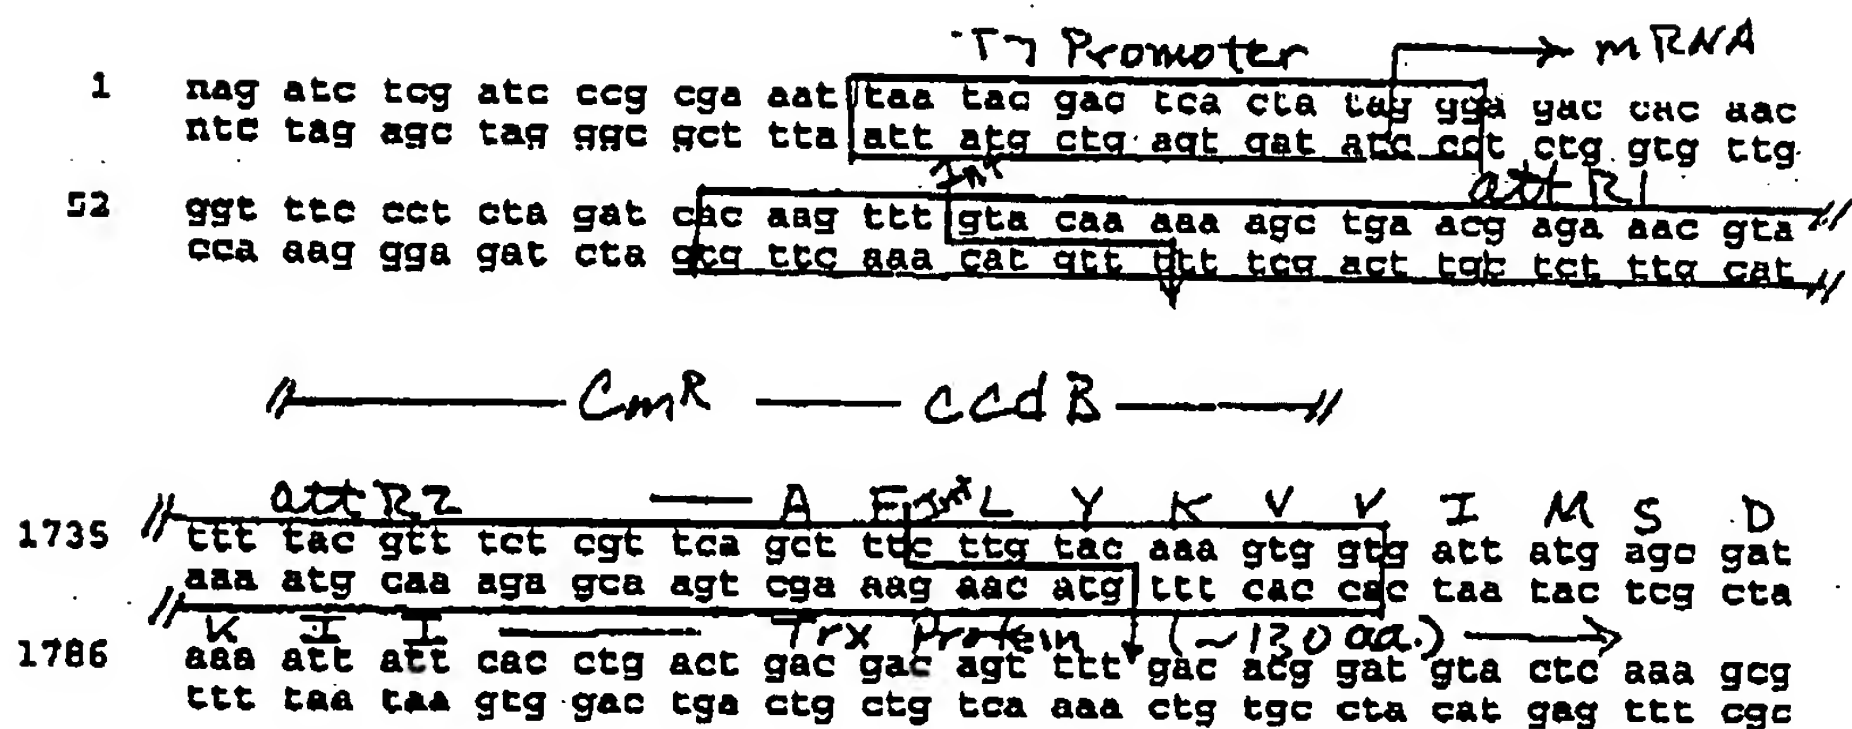 T7 Promoter mRNA
1 nag atc tcg atc ccg cga aat taa tac gac tca cta tag gga gac cac aac
ntc tag agc tag ggc gct tta att atg ctg agt gat atc cct ctg gtg ttg
Int attR1
52 ggt ttc cct cta gat cac aag ttt gta caa aaa agc tga acg aga aac gta
cca aag gga gat cta gcg ttc aaa cat gtt ttt tcg act tgc tct ttg cat
CmR ccdB
attR2 A F Int L Y K V V I M S D
1735 ttt tac gtt tct cgt tca gct ttc ttg tac aaa gtg gtg att atg agc gat
aaa atg caa aga gca agt cga aag aac atg ttt cac cac taa tac tcg cta
K I I Trx Protein (~130 aa.)
1786 aaa att att cac ctg act gac gac agt ttt gac acg gat gta ctc aaa gcg
ttt taa taa gtg gac tga ctg ctg tca aaa ctg tgc cta cat gag ttt cgc